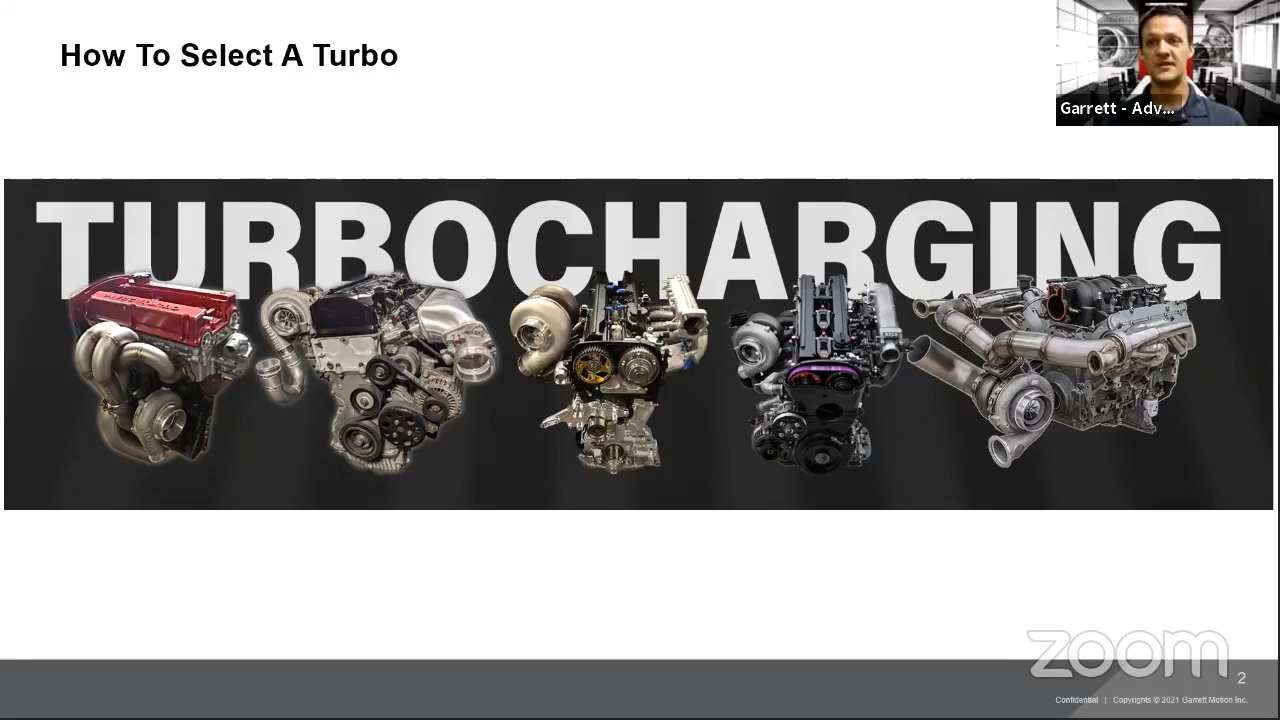 How To Select A Turbo
Garrett - Adv...
TURBOCHARGING
zoom
2
Confidential | Copyrights © 2021 Garrett Motion Inc.